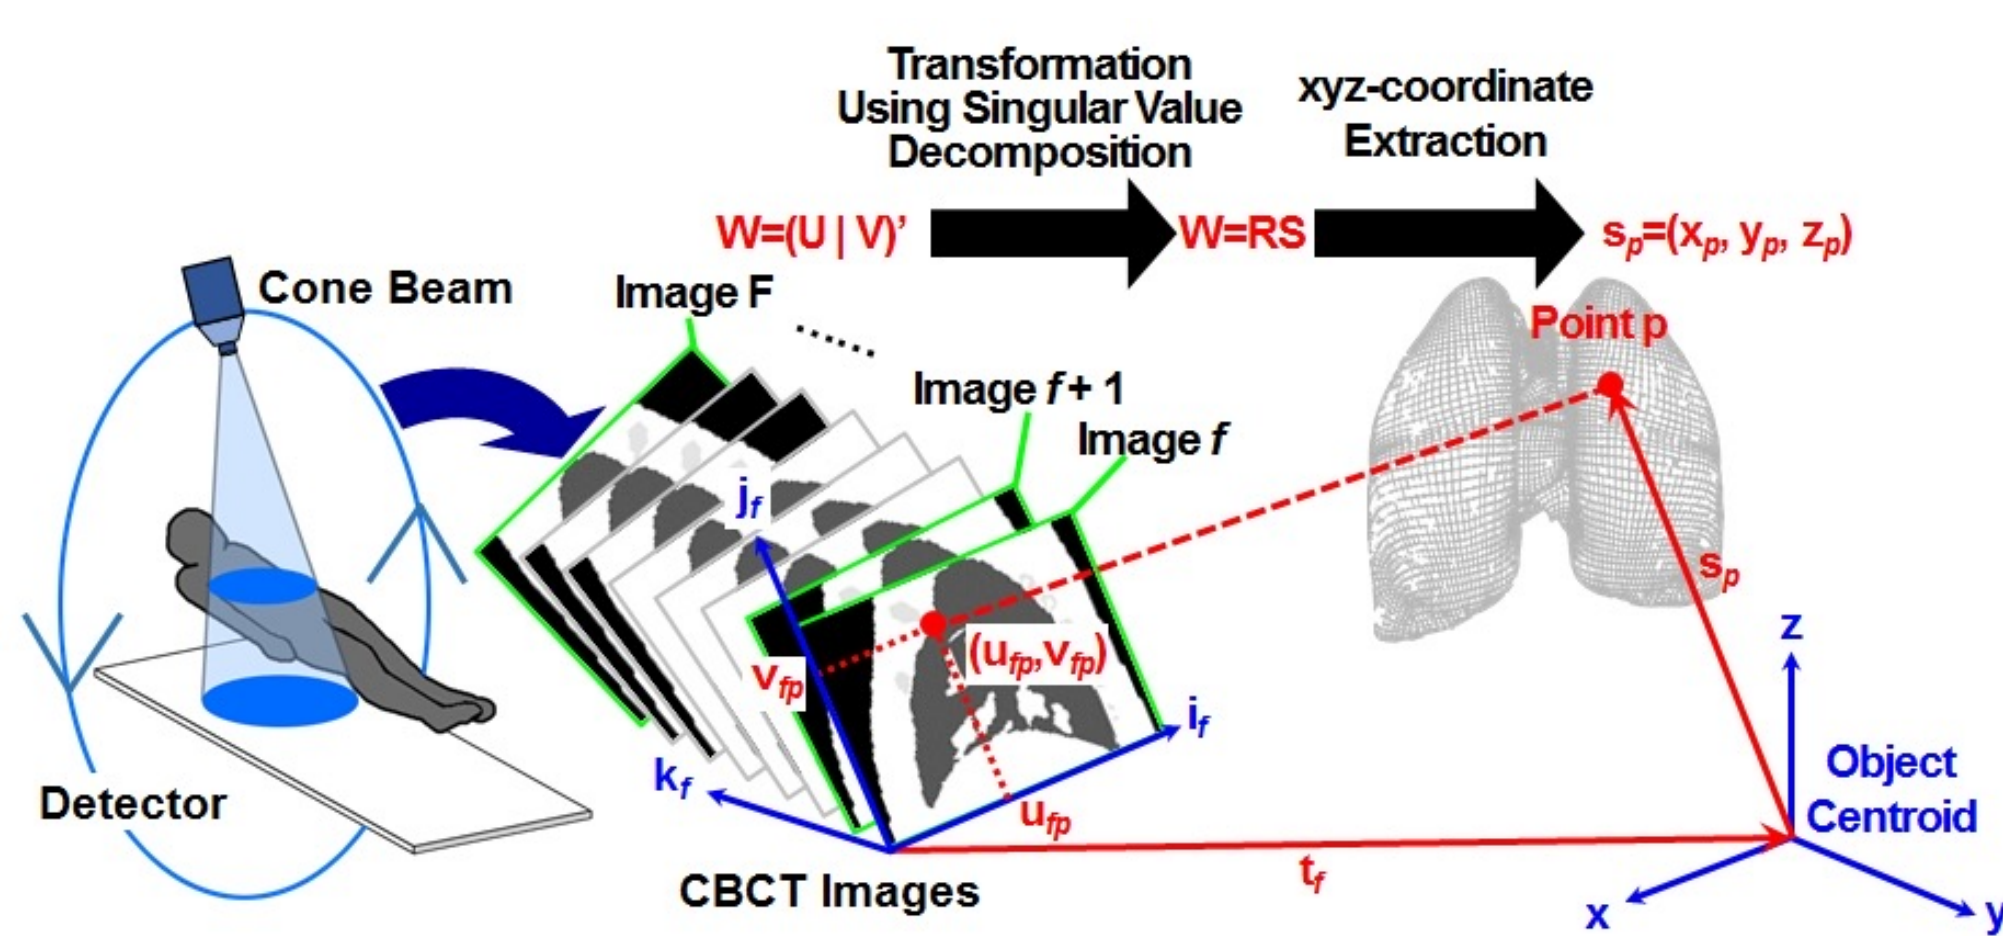 Transformation
Using Singular Value
Decomposition
xyz-coordinate
Extraction
W=(U | V)’
W=RS
sp=(xp, yp, zp)
Cone Beam
Image F
Point p
Image f + 1
Image f
jf
sp
(ufp,vfp)
vfp
z
if
kf
Object
Centroid
Detector
ufp
tf
CBCT Images
x
y